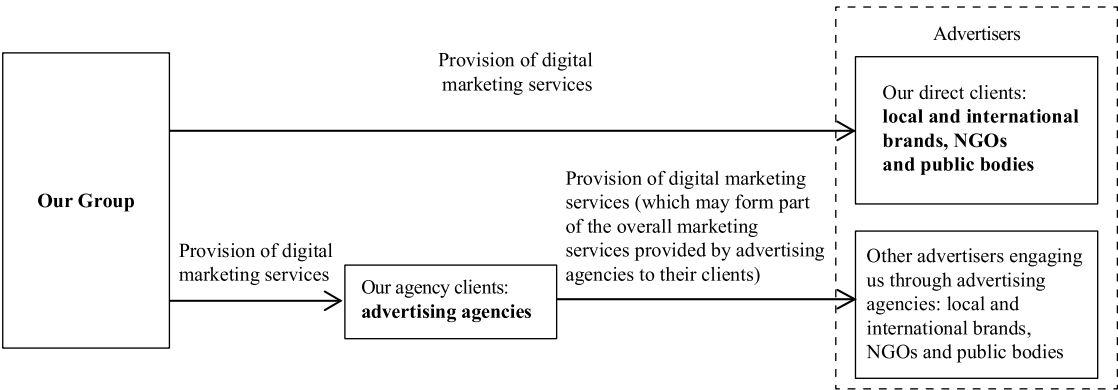 Our Group
Provision of digital
marketing services
Advertisers
Our direct clients:
local and international
brands, NGOs
and public bodies
Provision of digital
marketing services
Our agency clients:
advertising agencies
Provision of digital marketing
services (which may form part
of the overall marketing
services provided by advertising
agencies to their clients)
Other advertisers engaging
us through advertising
agencies: local and
international brands,
NGOs and public bodies